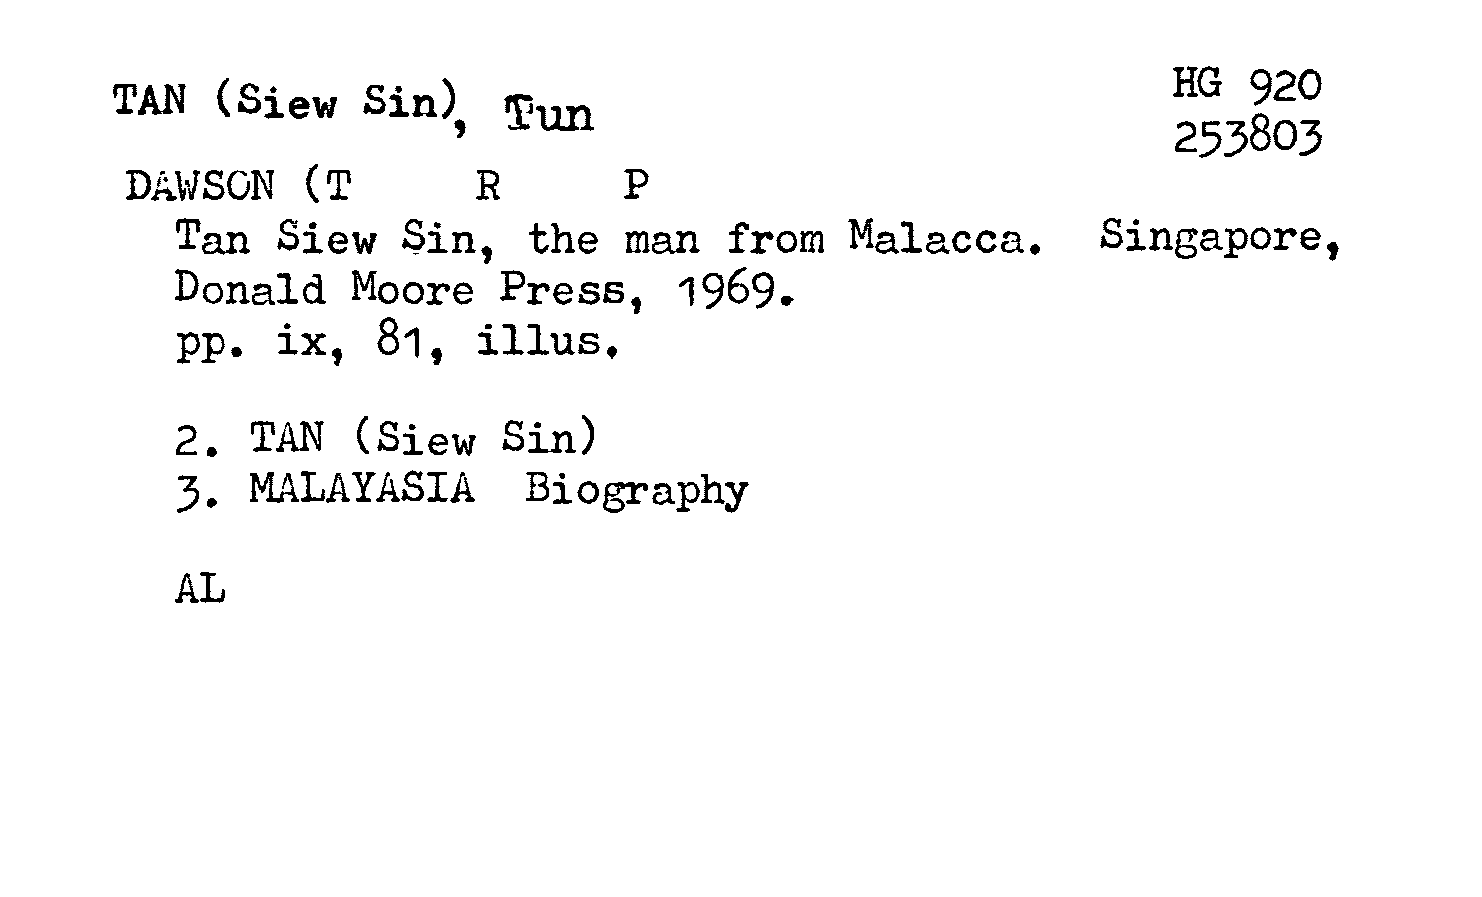 TAN (Siew Sin), Tun
HG 920
253803
DAWSON (T R P
Tan Siew Sin, the man from Malacca. Singapore,
Donald Moore Press, 1969.
pp. ix, 81, illus.
2. TAN (Siew Sin)
3. MALAYASIA Biography
AL